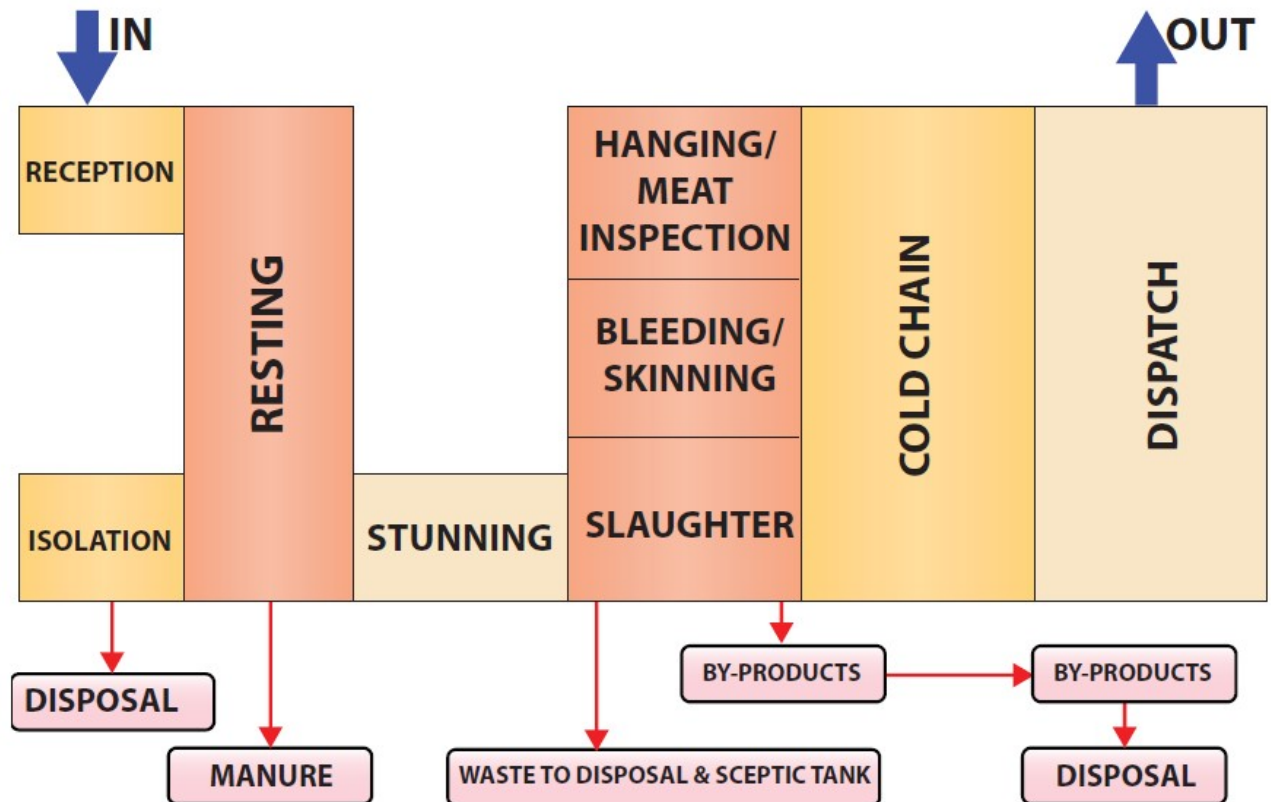 IN
OUT
RECEPTION
RESTING
ISOLATION
STUNNING
HANGING/
MEAT
INSPECTION
BLEEDING/
SKINNING
SLAUGHTER
COLD CHAIN
DISPATCH
DISPOSAL
MANURE
WASTE TO DISPOSAL & SCEPTIC TANK
BY-PRODUCTS
BY-PRODUCTS
DISPOSAL